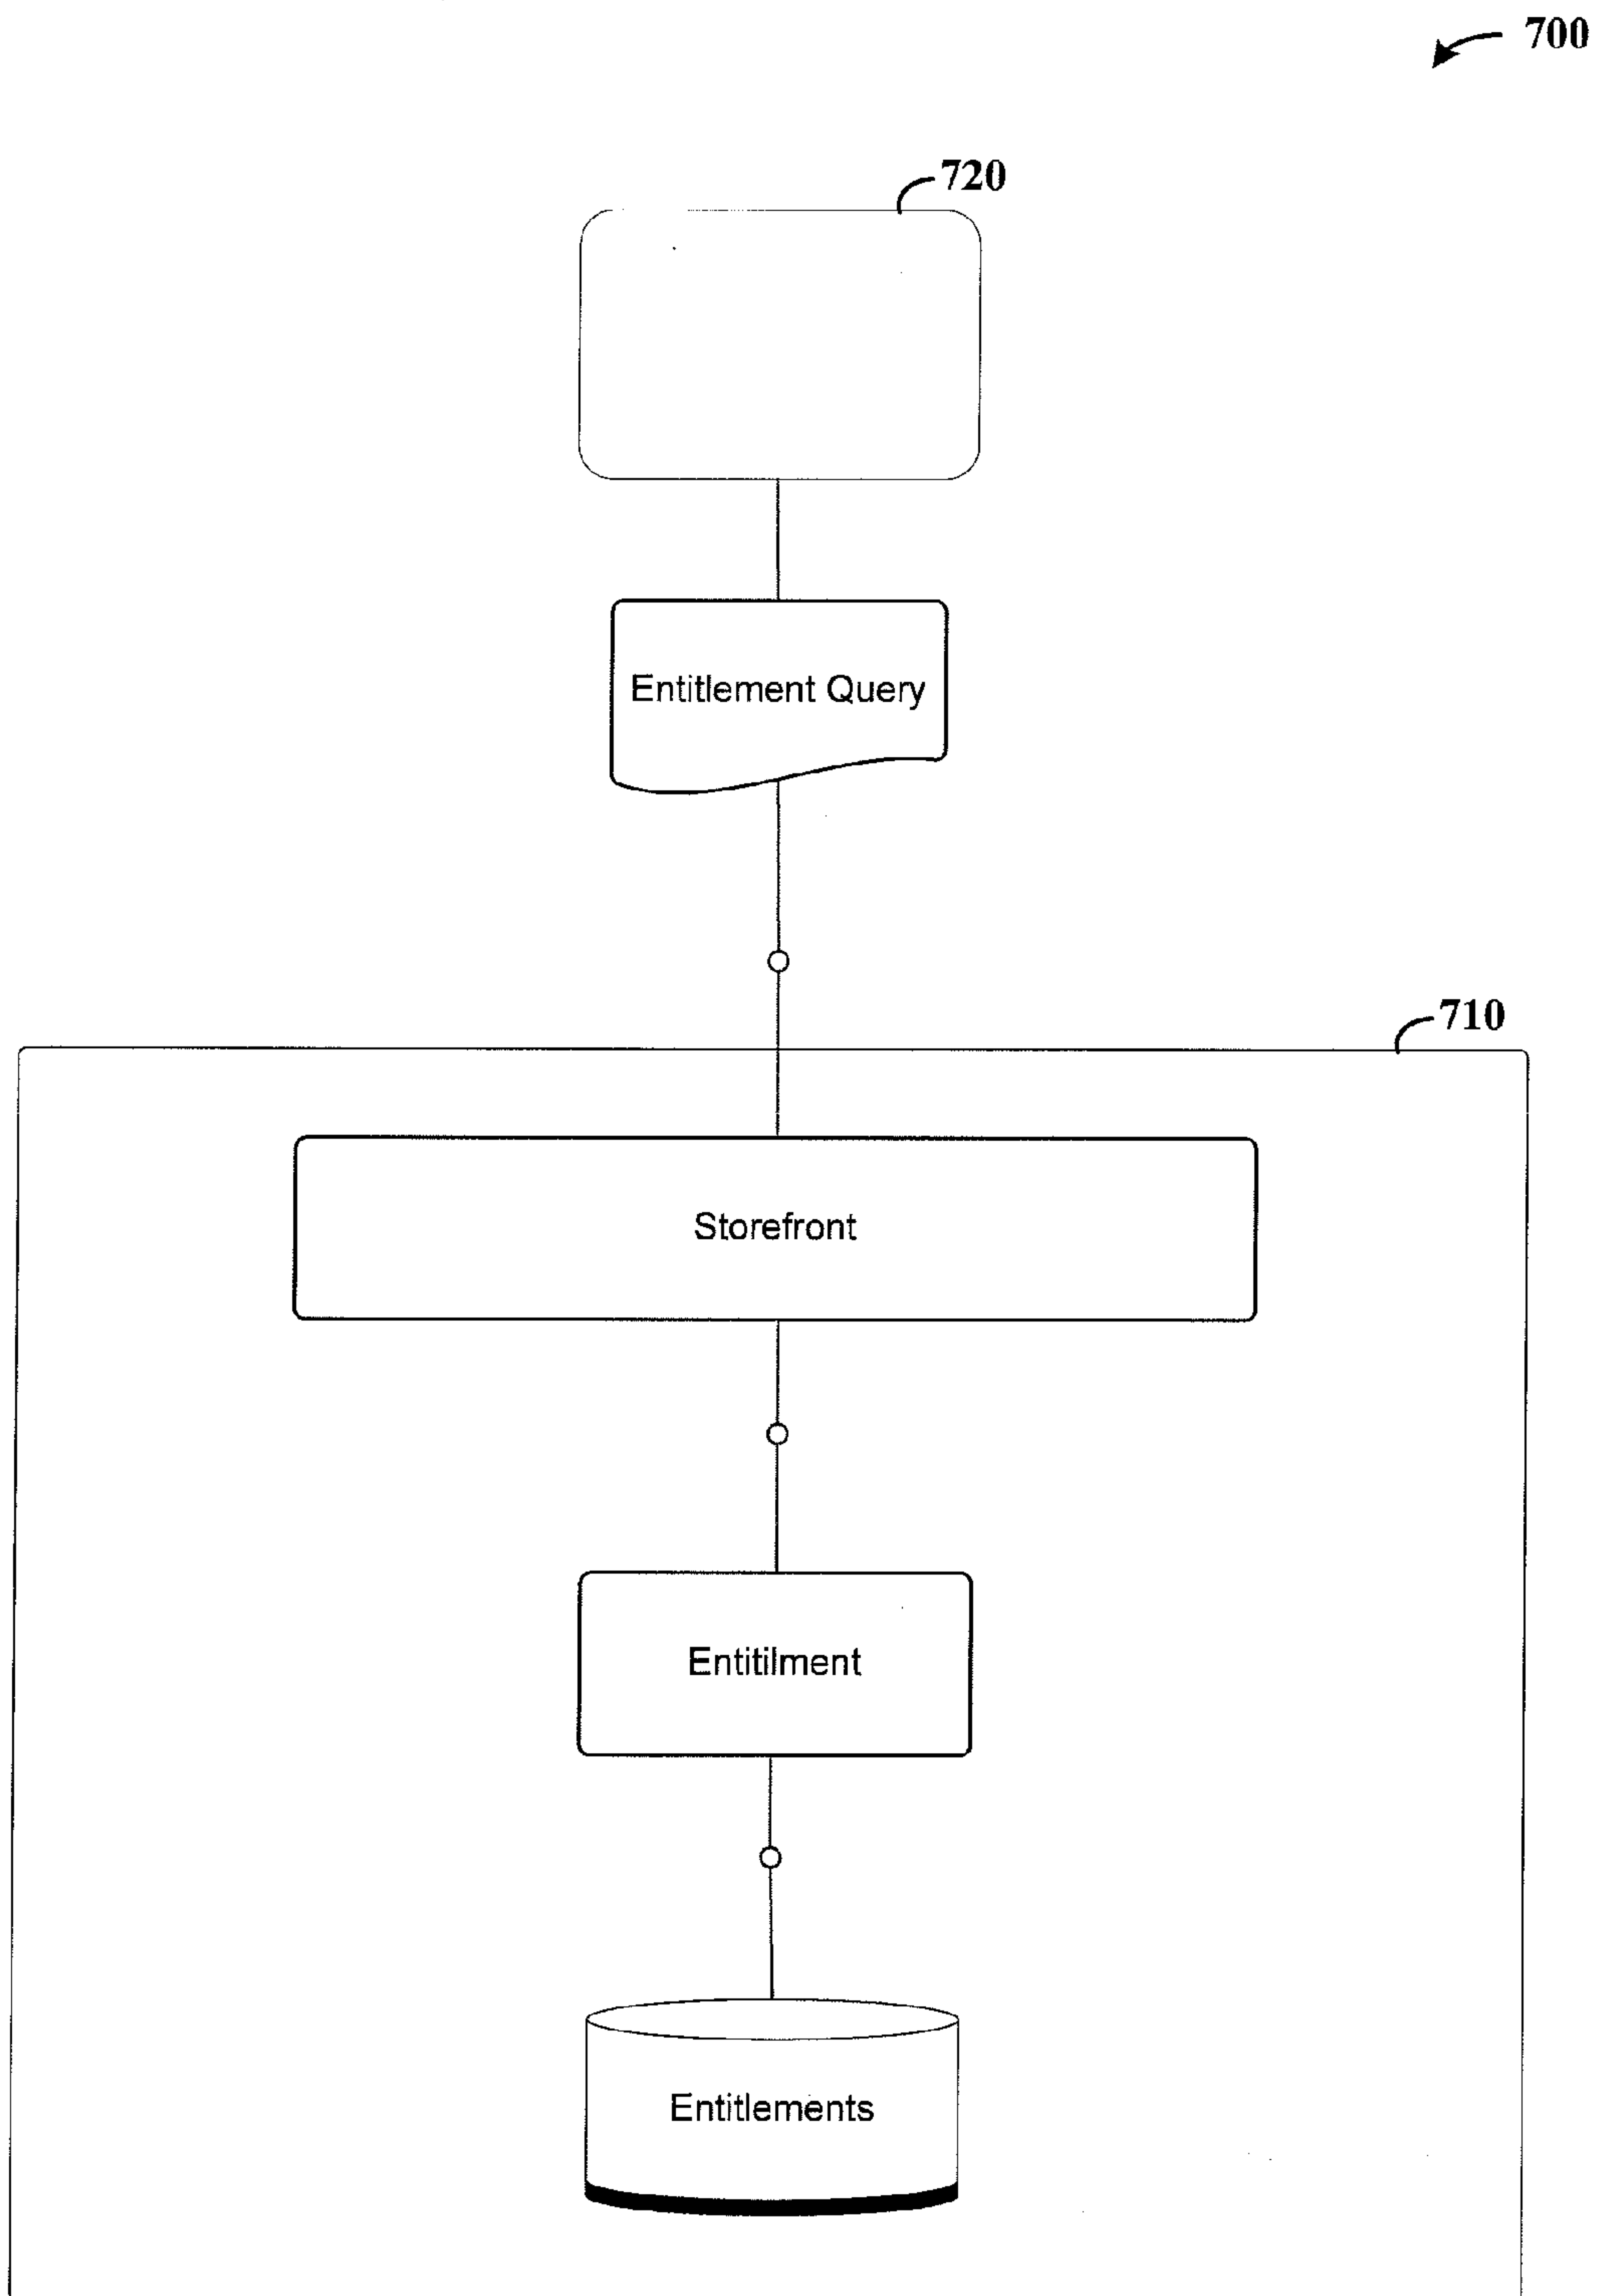 700
720
Entitlement Query
710
Storefront
Entitilment
Entitlements